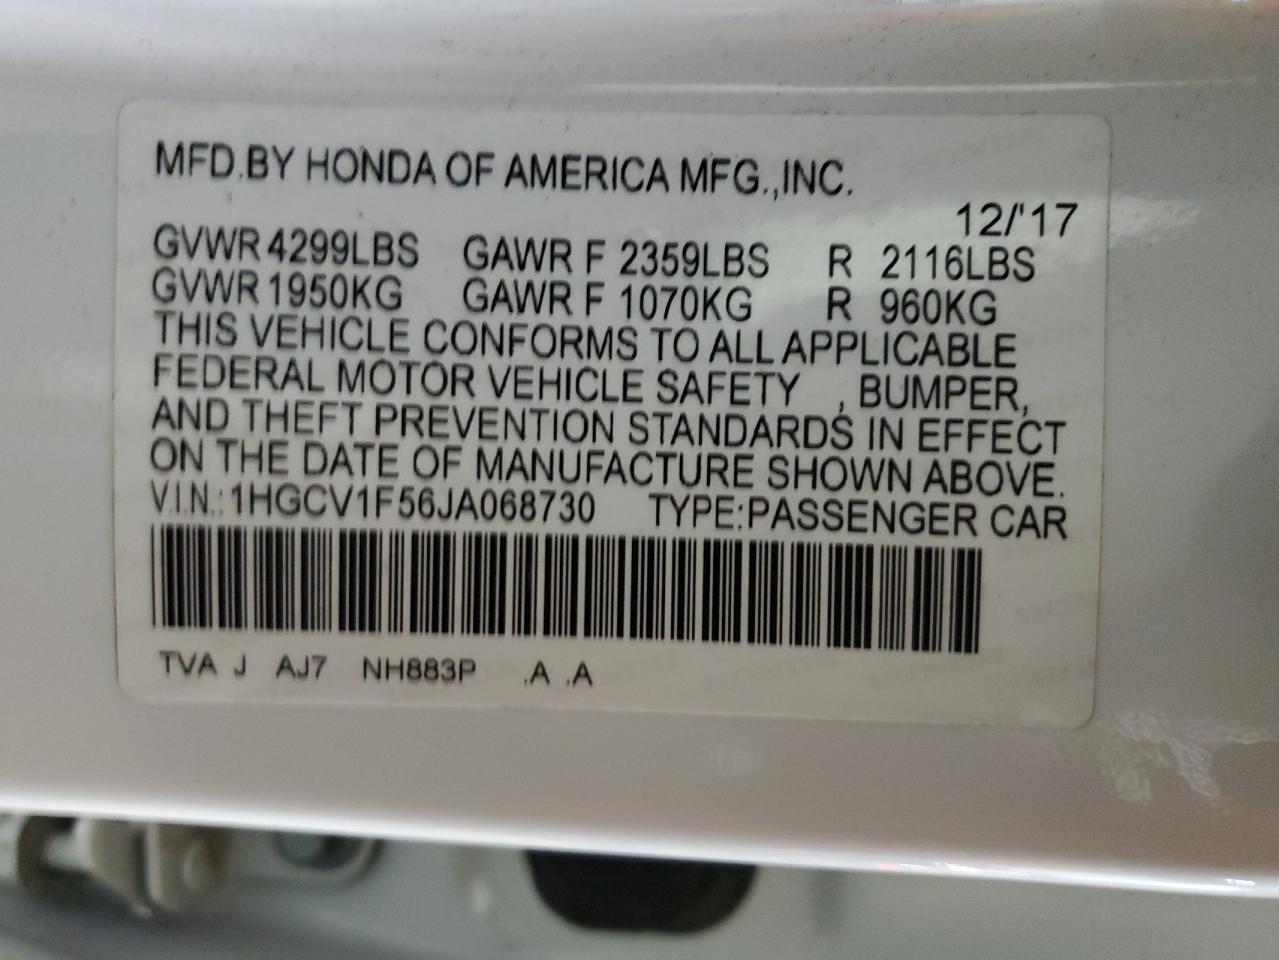 MFD.BY HONDA OF AMERICA MFG.,INC.
12/'17
GVWR 4299LBS GAWR F 2359LBS R 2116LBS
GVWR 1950KG GAWR F 1070KG R 960KG
THIS VEHICLE CONFORMS TO ALL APPLICABLE
FEDERAL MOTOR VEHICLE SAFETY , BUMPER,
AND THEFT PREVENTION STANDARDS IN EFFECT
ON THE DATE OF MANUFACTURE SHOWN ABOVE.
V.I.N.: 1HGCV1F56JA068730 TYPE:PASSENGER CAR
TVA J AJ7 NH883P .A .A